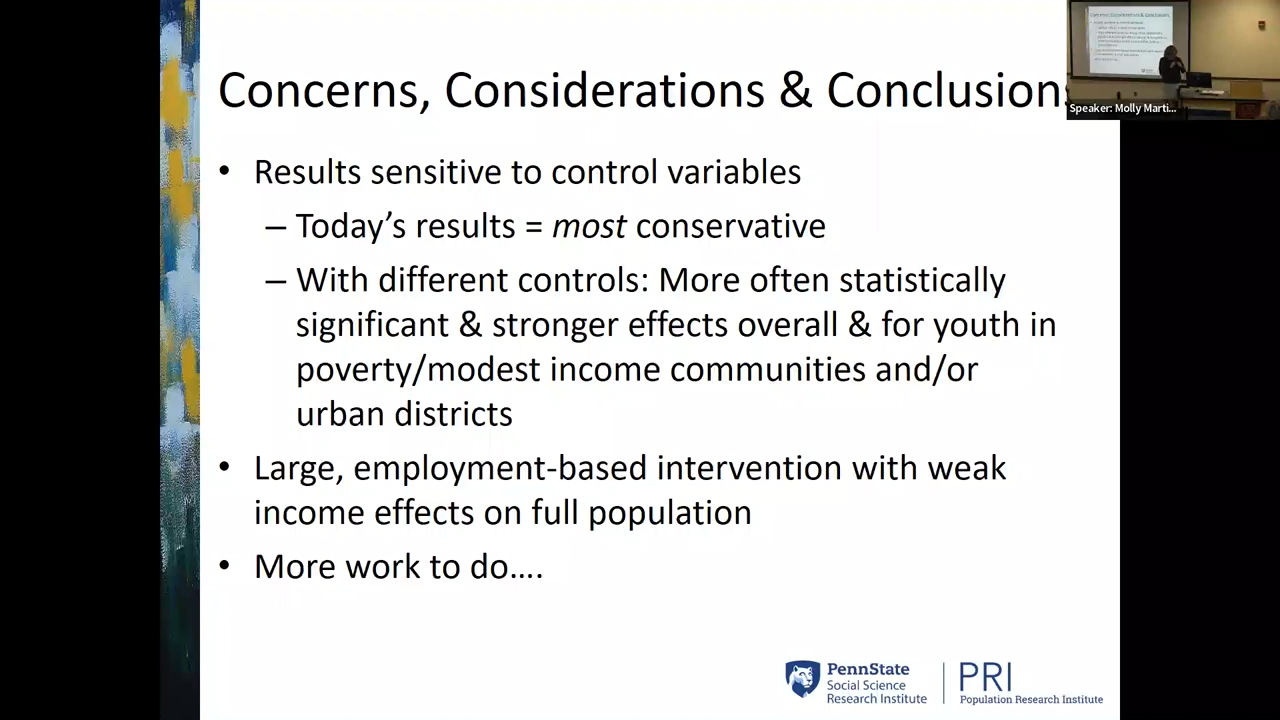 Concerns, Considerations & Conclusion
Speaker: Molly Marti...
• Results sensitive to control variables
– Today's results = most conservative
– With different controls: More often statistically
significant & stronger effects overall & for youth in
poverty/modest income communities and/or
urban districts
• Large, employment-based intervention with weak
income effects on full population
• More work to do....
PennState
Social Science
Research Institute
PRI
Population Research Institute